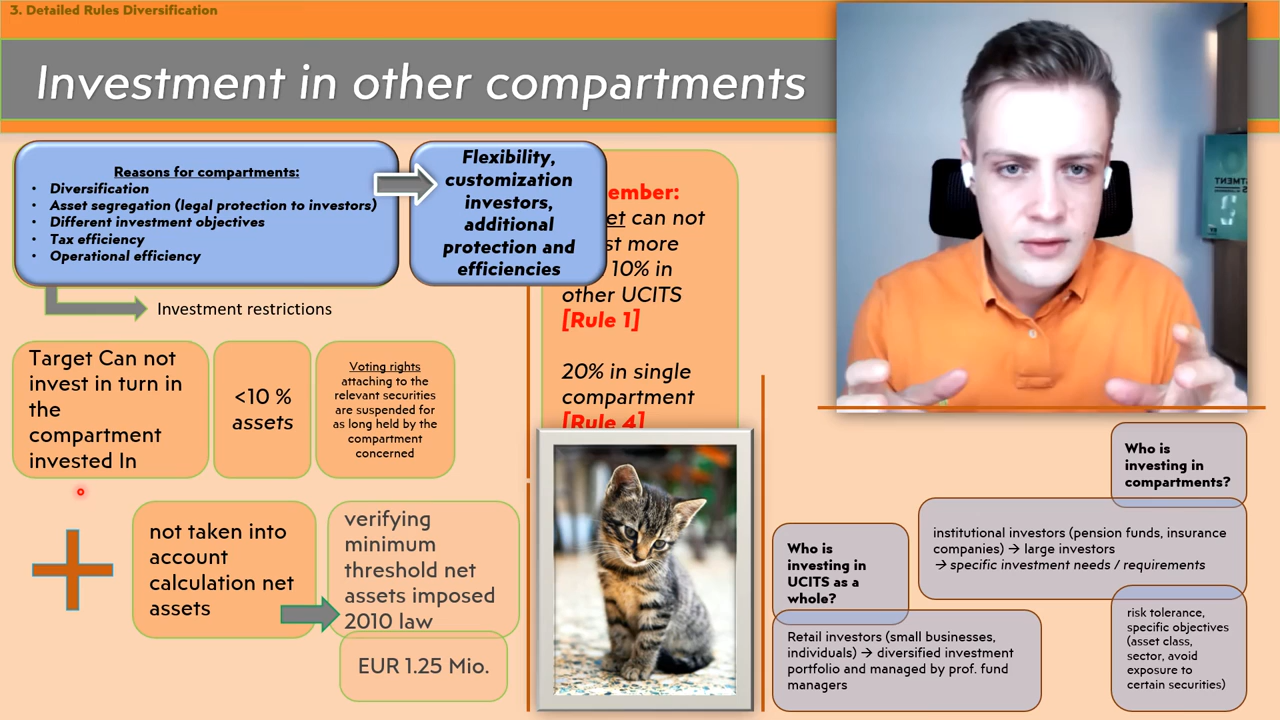 3. Detailed Rules Diversification
Investment in other compartments
Reasons for compartments:
• Diversification
• Asset segregation (legal protection to investors)
• Different investment objectives
• Tax efficiency
• Operational efficiency
Flexibility,
customization
investors,
additional
protection and
efficiencies
ember:
can not
more
10% in
other UCITS
[Rule 1]
20% in single
compartment
[Rule 4]
Investment restrictions
Target Can not
invest in turn in
the
compartment
invested In
<10 %
assets
Voting rights
attaching to the
relevant securities
are suspended for
as long held by the
compartment
concerned
not taken into
account
calculation net
assets
verifying
minimum
threshold net
assets imposed
2010 law
EUR 1.25 Mio.
Who is
investing in
compartments?
institutional investors (pension funds, insurance
companies) → large investors
→ specific investment needs / requirements
risk tolerance,
specific objectives
(asset class,
sector, avoid
exposure to
certain securities)
Who is
investing in
UCITS as a
whole?
Retail investors (small businesses,
individuals) → diversified investment
portfolio and managed by prof. fund
managers